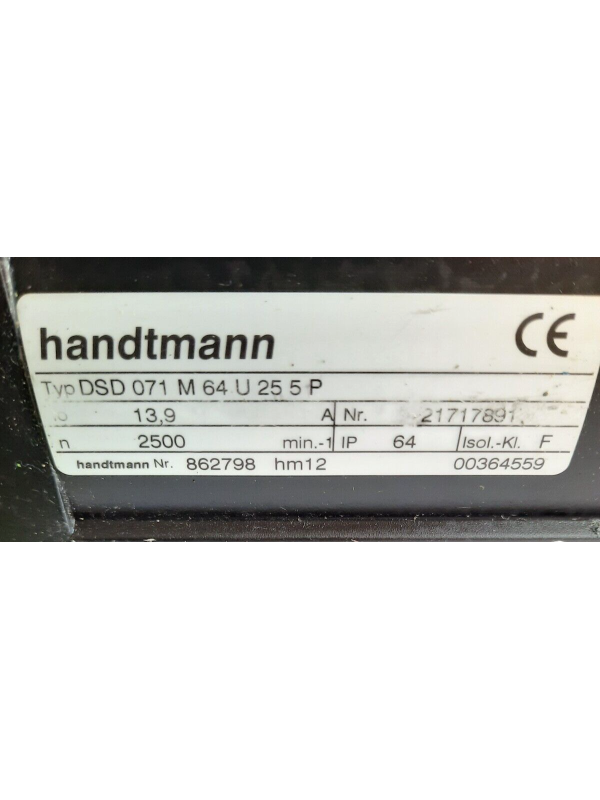 handtmann CE
Typ DSD 071 M 64 U 25 5 P
13,9 A Nr. 21717891
n 2500 min.-1 IP 64 Isol.-Kl. F
handtmann Nr. 862798 hm12 00364559